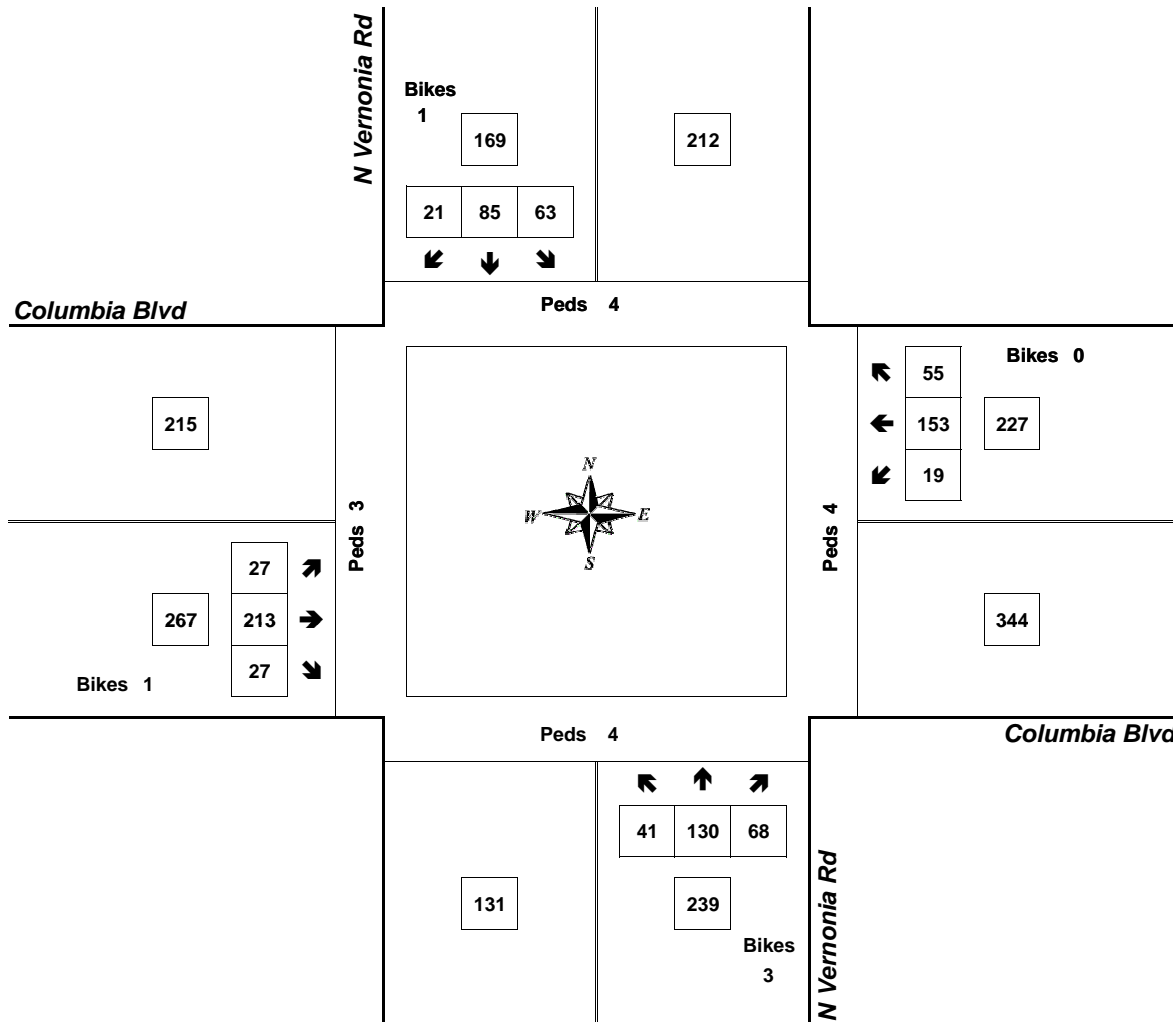 N Vernonia Rd
Bikes
1
169
212
21 85 63
Peds 4
Columbia Blvd
Bikes 0
55
153 227
19
215
N
W E
S
Peds 3
Peds 4
27
267 213
27
Bikes 1
344
Peds 4
Columbia Blvd
41 130 68
131
239
Bikes
3
N Vernonia Rd